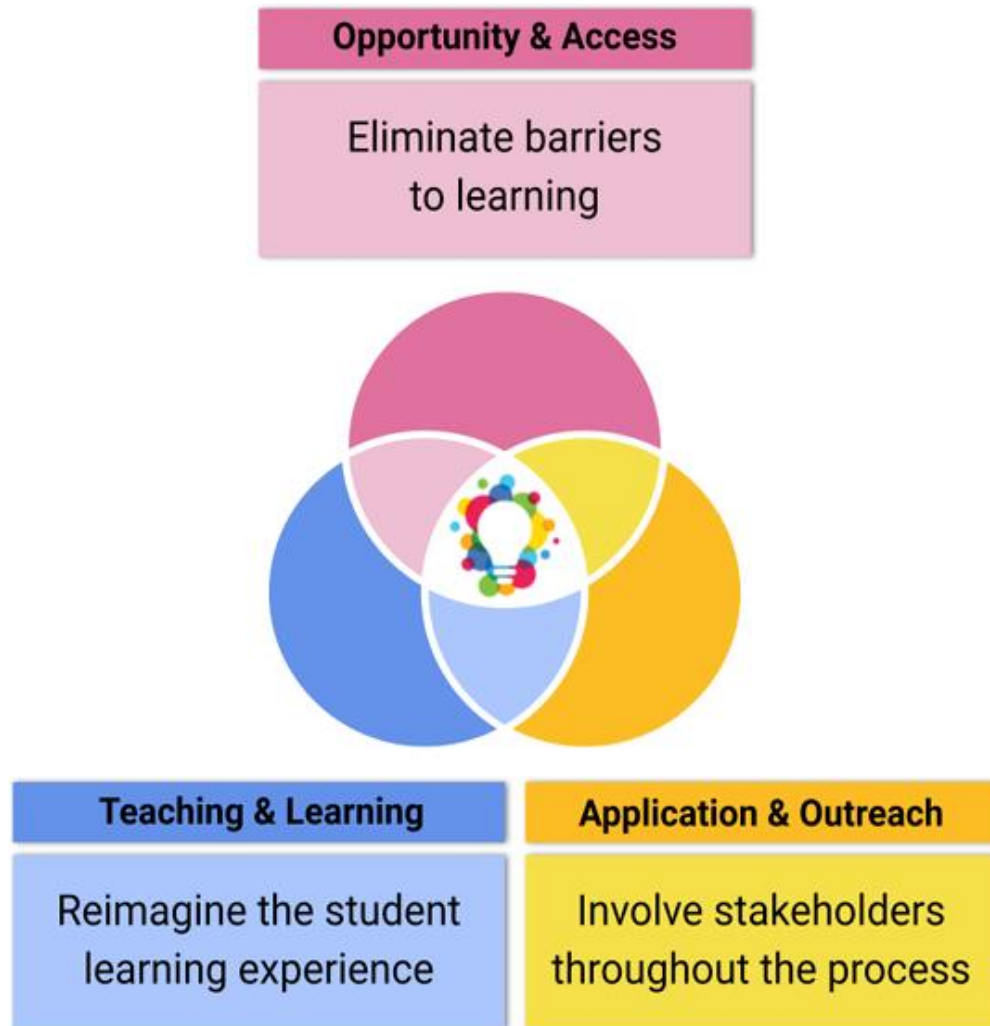 Opportunity & Access
Eliminate barriers
to learning
Teaching & Learning
Reimagine the student
learning experience
Application & Outreach
Involve stakeholders
throughout the process